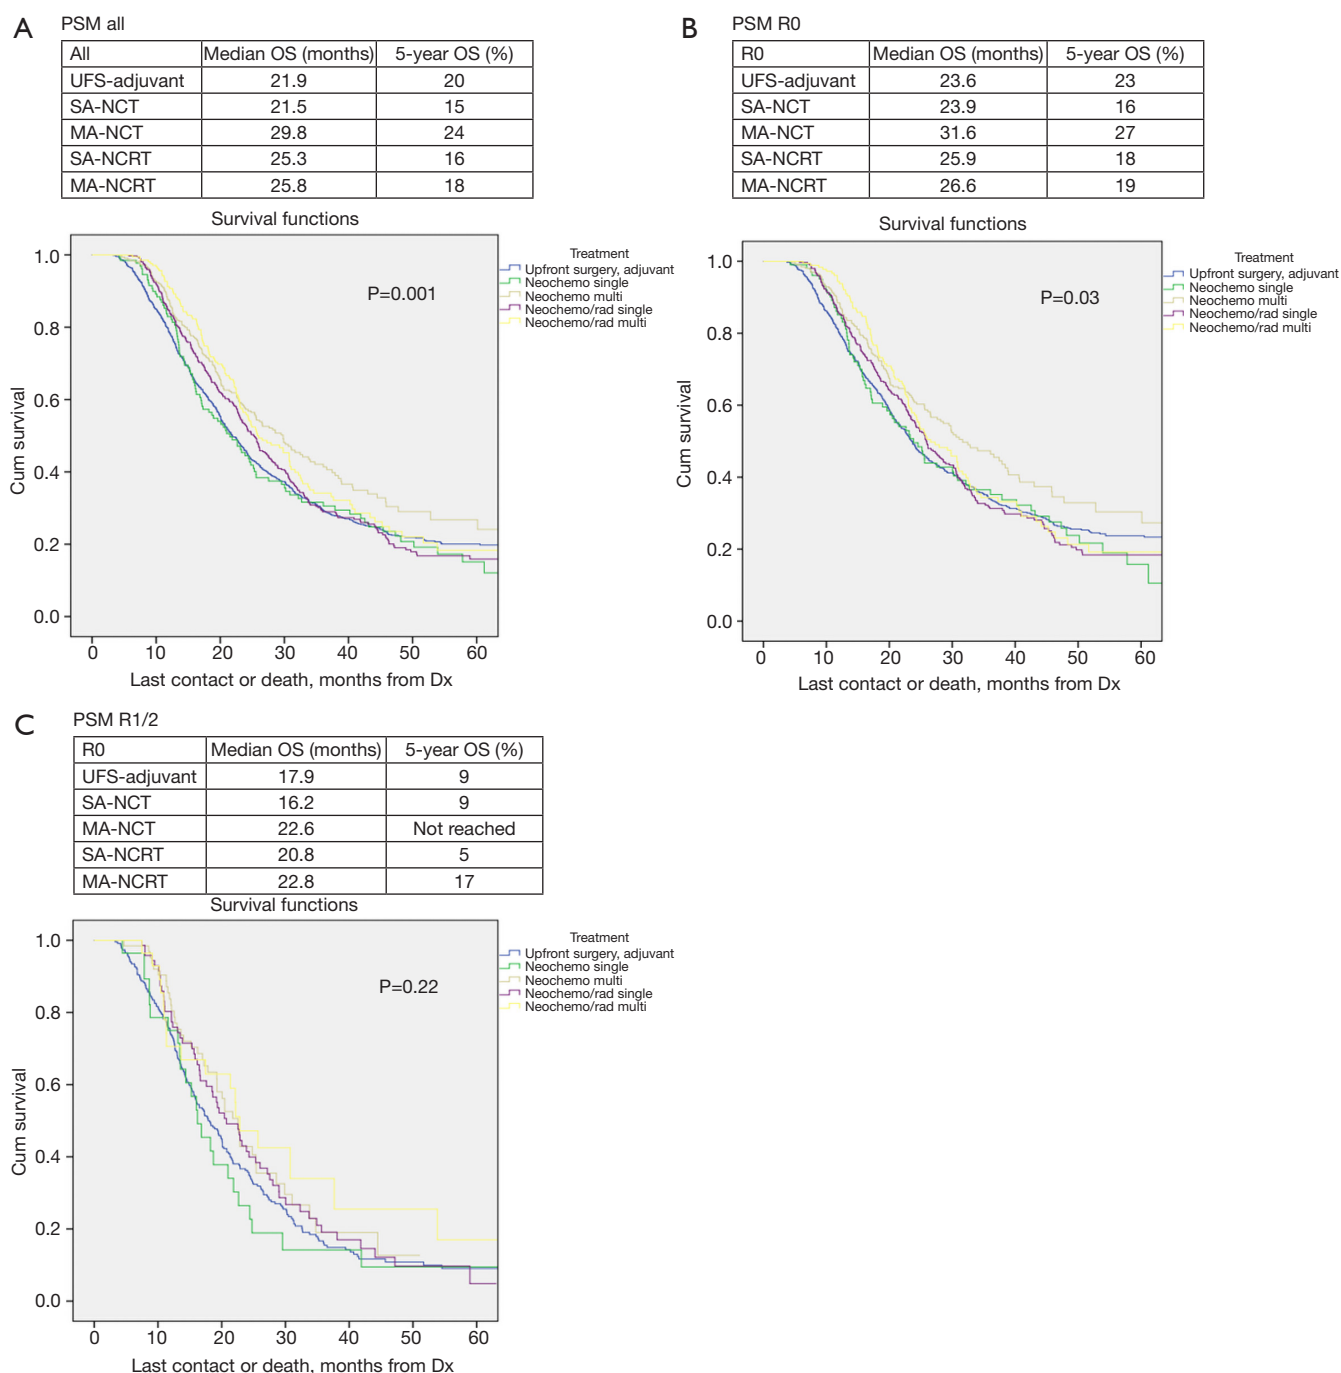 A PSM all
All Median OS (months) 5-year OS (%)
UFS-adjuvant 21.9 20
SA-NCT 21.5 15
MA-NCT 29.8 24
SA-NCRT 25.3 16
MA-NCRT 25.8 18
Survival functions
P=0.001
Treatment
Upfront surgery, adjuvant
Neochemo single
Neochemo multi
Neochemo/rad single
Neochemo/rad multi
Cum survival
1.0
0.8
0.6
0.4
0.2
0.0
0 10 20 30 40 50 60
Last contact or death, months from Dx
B PSM R0
R0 Median OS (months) 5-year OS (%)
UFS-adjuvant 23.6 23
SA-NCT 23.9 16
MA-NCT 31.6 27
SA-NCRT 25.9 18
MA-NCRT 26.6 19
Survival functions
P=0.03
Treatment
Upfront surgery, adjuvant
Neochemo single
Neochemo multi
Neochemo/rad single
Neochemo/rad multi
Cum survival
1.0
0.8
0.6
0.4
0.2
0.0
0 10 20 30 40 50 60
Last contact or death, months from Dx
C PSM R1/2
R0 Median OS (months) 5-year OS (%)
UFS-adjuvant 17.9 9
SA-NCT 16.2 9
MA-NCT 22.6 Not reached
SA-NCRT 20.8 5
MA-NCRT 22.8 17
Survival functions
P=0.22
Treatment
Upfront surgery, adjuvant
Neochemo single
Neochemo multi
Neochemo/rad single
Neochemo/rad multi
Cum survival
1.0
0.8
0.6
0.4
0.2
0.0
0 10 20 30 40 50 60
Last contact or death, months from Dx